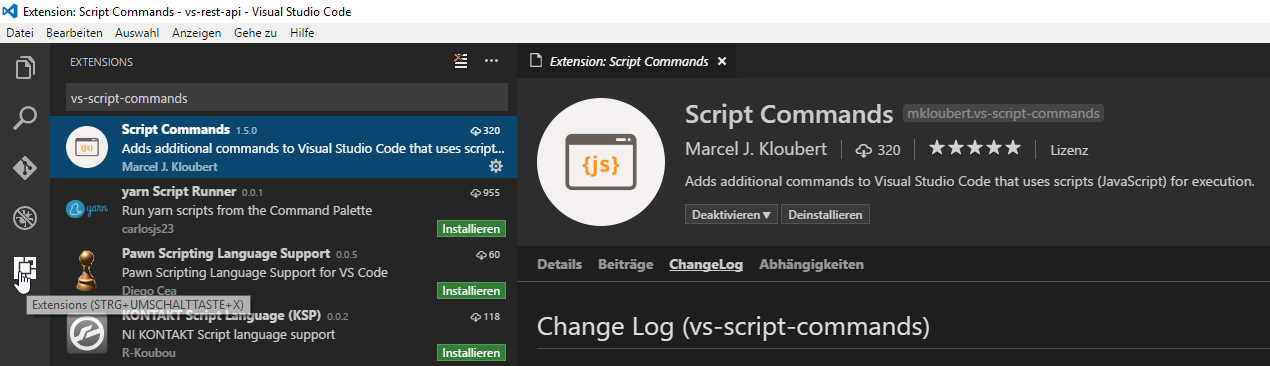 Extension: Script Commands - vs-rest-api - Visual Studio Code
Datei Bearbeiten Auswahl Anzeigen Gehe zu Hilfe
EXTENSIONS
vs-script-commands
Script Commands 1.5.0 320
Adds additional commands to Visual Studio Code that uses script...
Marcel J. Kloubert
yarn yarn Script Runner 0.0.1 955
Run yarn scripts from the Command Palette
carlosjs23 Installieren
Pawn Scripting Language Support 0.0.5 60
Pawn Scripting Language Support for VS Code
Diego Cea Installieren
Extensions (STRG+UMSCHALTTASTE+X)
KONTAKT Script Language (KSP) 0.0.2 118
NI KONTAKT Script language support
R-Koubou Installieren
Extension: Script Commands
{js}
Script Commands mkloubert.vs-script-commands
Marcel J. Kloubert 320 Lizenz
Adds additional commands to Visual Studio Code that uses scripts (JavaScript) for execution.
Deaktivieren Deinstallieren
Details Beiträge ChangeLog Abhängigkeiten
Change Log (vs-script-commands)